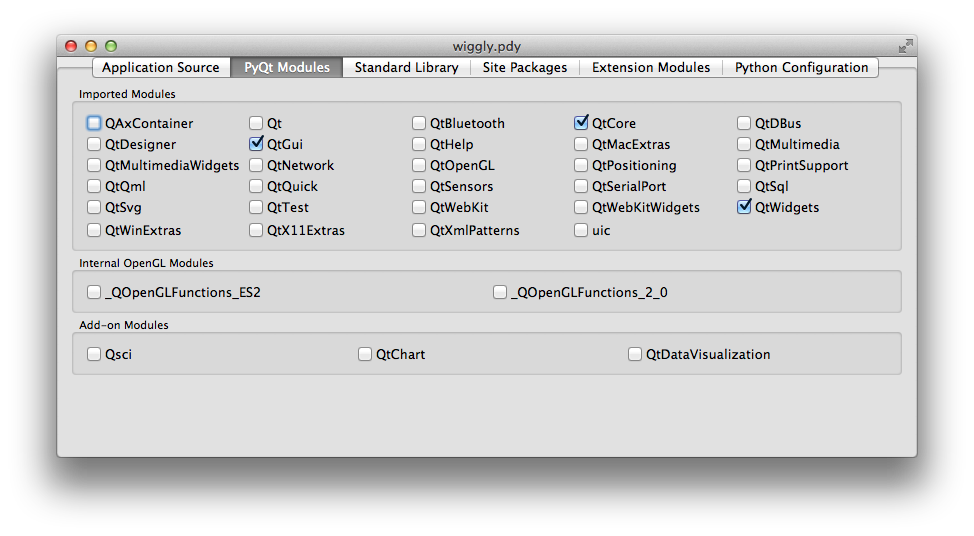 wiggly.pdy
Application Source PyQt Modules Standard Library Site Packages Extension Modules Python Configuration
Imported Modules
QAxContainer Qt QtBluetooth QtCore QtDBus
QtDesigner QtGui QtHelp QtMacExtras QtMultimedia
QtMultimediaWidgets QtNetwork QtOpenGL QtPositioning QtPrintSupport
QtQml QtQuick QtSensors QtSerialPort QtSql
QtSvg QtTest QtWebKit QtWebKitWidgets QtWidgets
QtWinExtras QtX11Extras QtXmlPatterns uic
Internal OpenGL Modules
_QOpenGLFunctions_ES2 _QOpenGLFunctions_2_0
Add-on Modules
Qsci QtChart QtDataVisualization